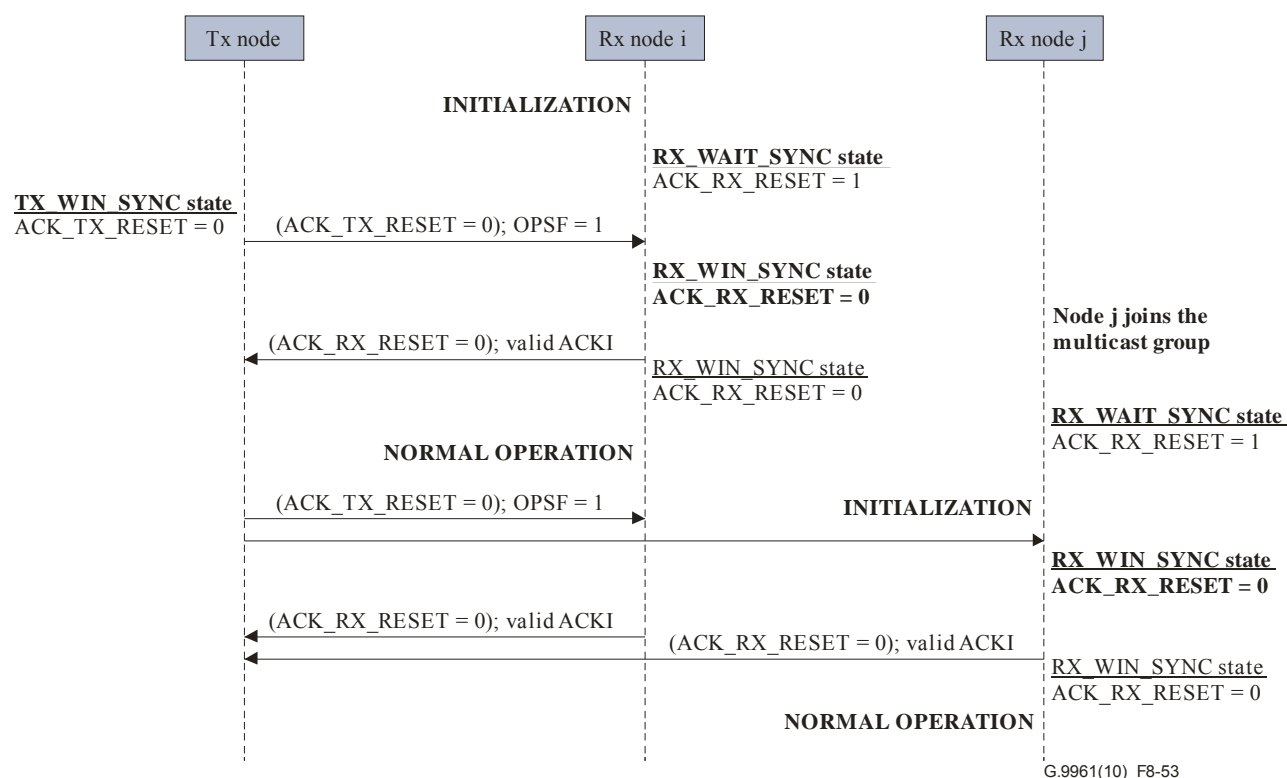 Tx node
Rx node i
Rx node j
INITIALIZATION
RX_WAIT_SYNC state
ACK_RX_RESET = 1
TX_WIN_SYNC state
ACK_TX_RESET = 0
(ACK_TX_RESET = 0); OPSF = 1
RX_WIN_SYNC state
ACK_RX_RESET = 0
Node j joins the
multicast group
(ACK_RX_RESET = 0); valid ACKI
RX_WIN_SYNC state
ACK_RX_RESET = 0
RX_WAIT_SYNC state
ACK_RX_RESET = 1
NORMAL OPERATION
(ACK_TX_RESET = 0); OPSF = 1
INITIALIZATION
RX_WIN_SYNC state
ACK_RX_RESET = 0
(ACK_RX_RESET = 0); valid ACKI
(ACK_RX_RESET = 0); valid ACKI
RX_WIN_SYNC state
ACK_RX_RESET = 0
NORMAL OPERATION
G.9961(10)_F8-53